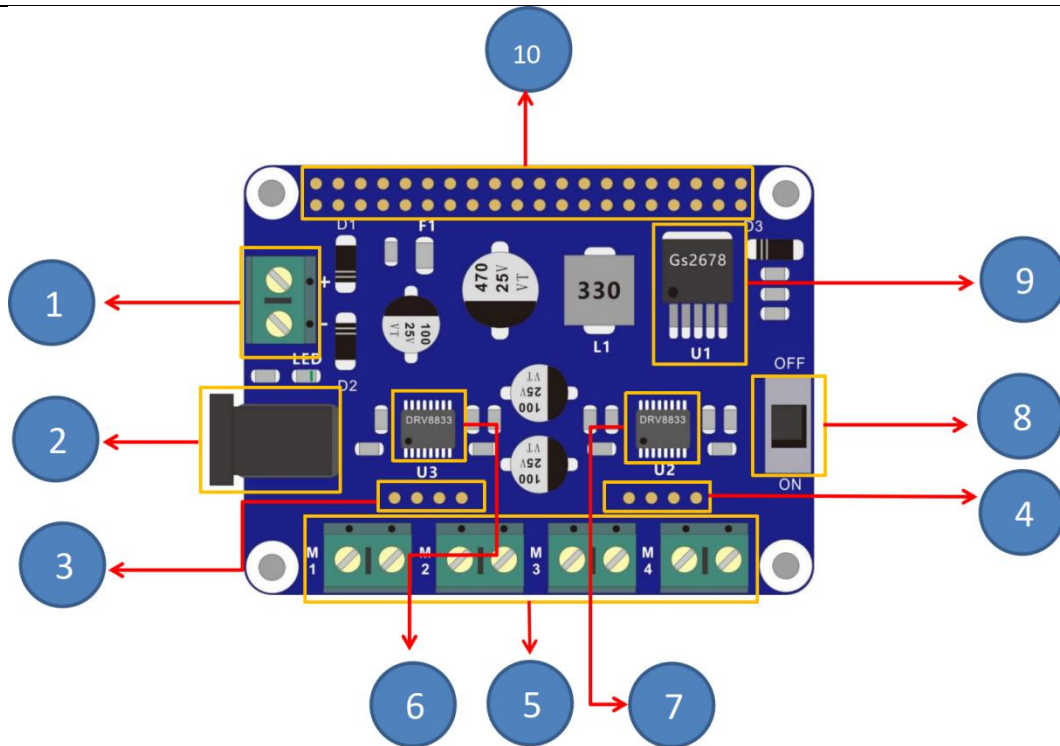 10
D1
F1
D3
470
25V
VT
330
L1
Gs2678
U1
+
-
1
9
100
25V
VT
LED
D2
OFF
100
25V
VT
DRV8833
DRV8833
2
8
U3
100
25V
VT
U2
ON
3
4
M
1
M
2
M
3
M
4
6
5
7